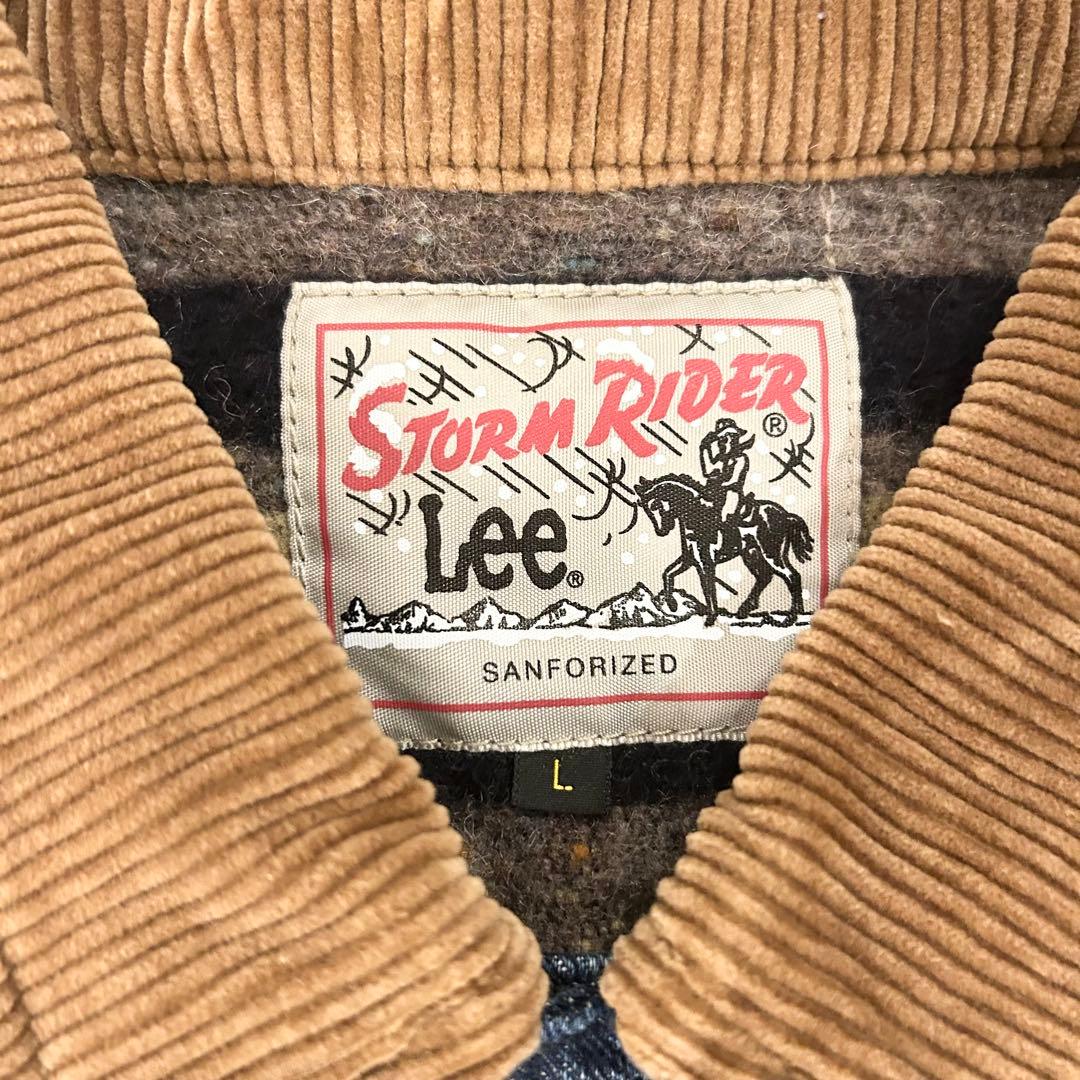 STORM RIDER ®
Lee ®
SANFORIZED
L